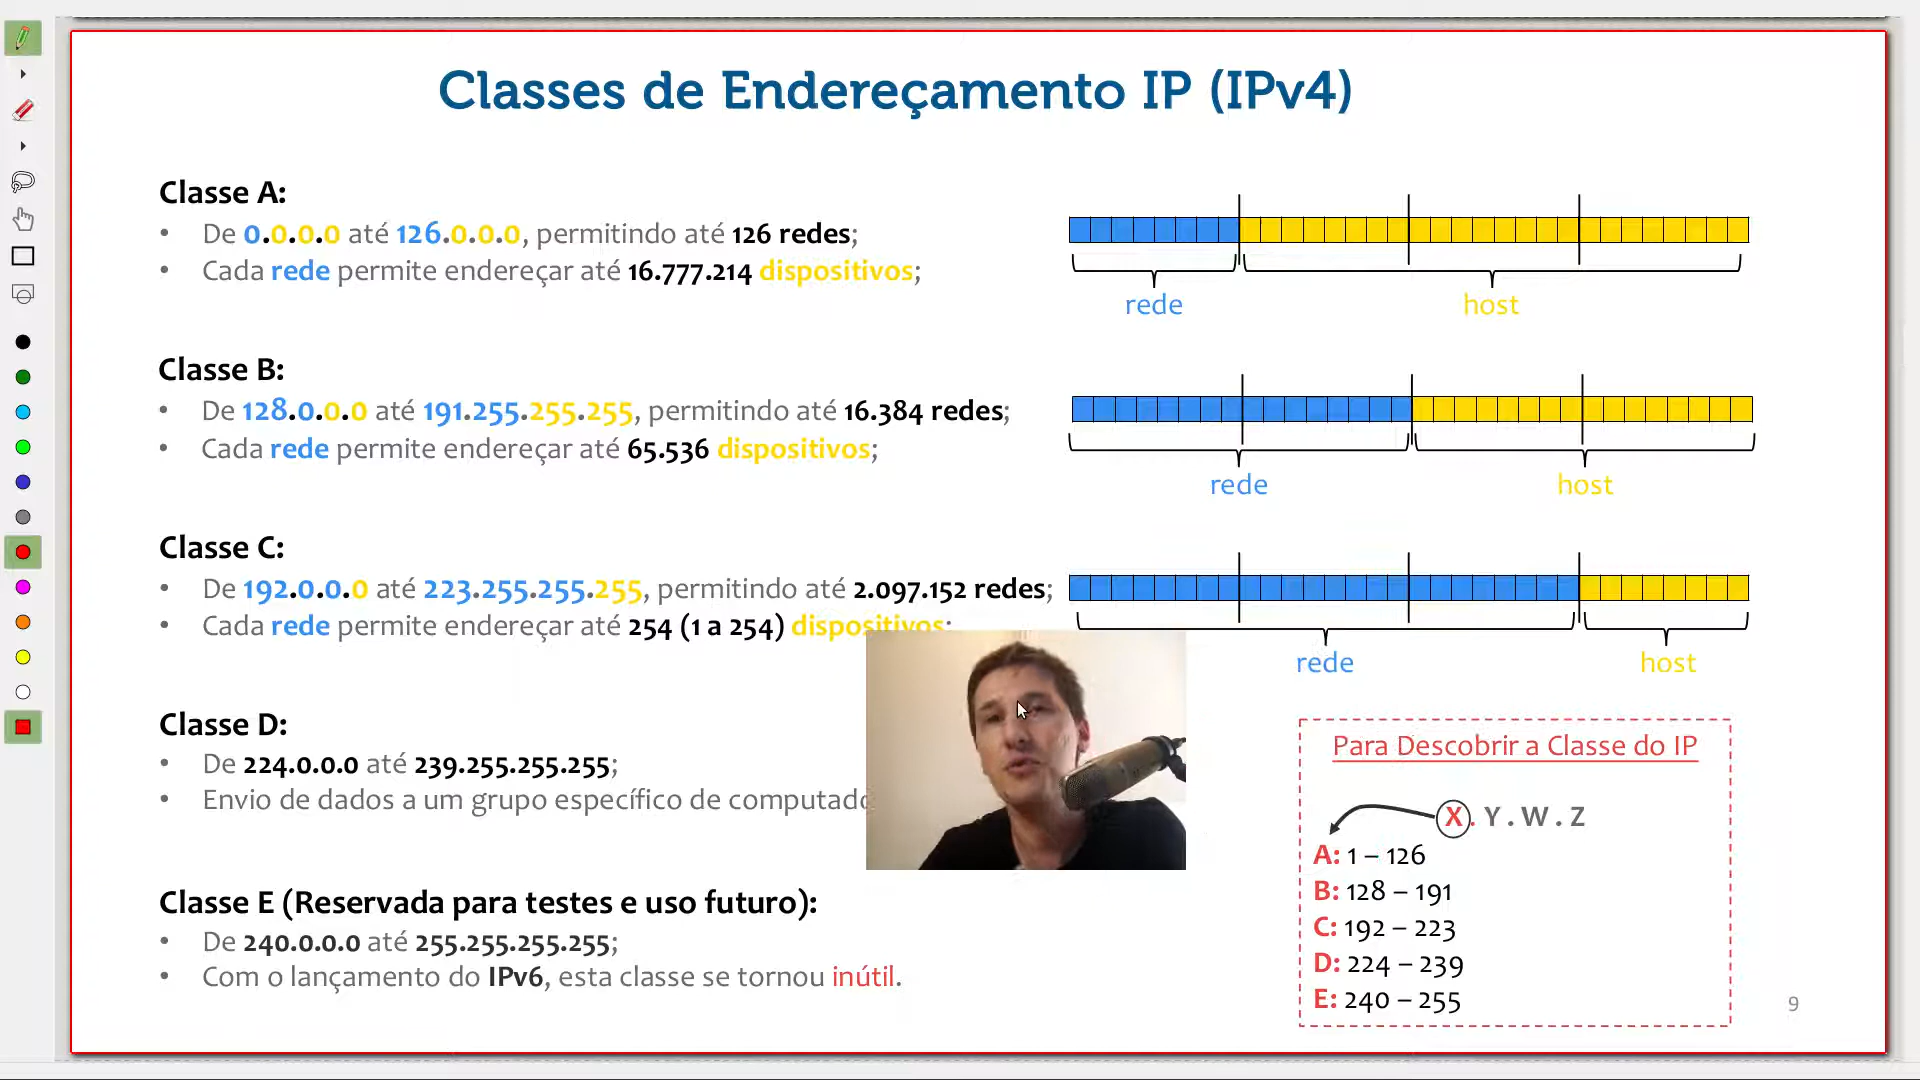 Classes de Endereçamento IP (IPv4)
Classe A:
• De 0.0.0.0 até 126.0.0.0, permitindo até 126 redes;
• Cada rede permite endereçar até 16.777.214 dispositivos;
rede
host
Classe B:
• De 128.0.0.0 até 191.255.255.255, permitindo até 16.384 redes;
• Cada rede permite endereçar até 65.536 dispositivos;
rede
host
Classe C:
• De 192.0.0.0 até 223.255.255.255, permitindo até 2.097.152 redes;
• Cada rede permite endereçar até 254 (1 a 254) dispositivos;
rede
host
Classe D:
• De 224.0.0.0 até 239.255.255.255;
• Envio de dados a um grupo específico de
Classe E (Reservada para testes e uso futuro):
• De 240.0.0.0 até 255.255.255.255;
• Com o lançamento do IPv6, esta classe se tornou inútil.
Para Descobrir a Classe do IP
X . Y . W . Z
A: 1 – 126
B: 128 – 191
C: 192 – 223
D: 224 – 239
E: 240 – 255
9